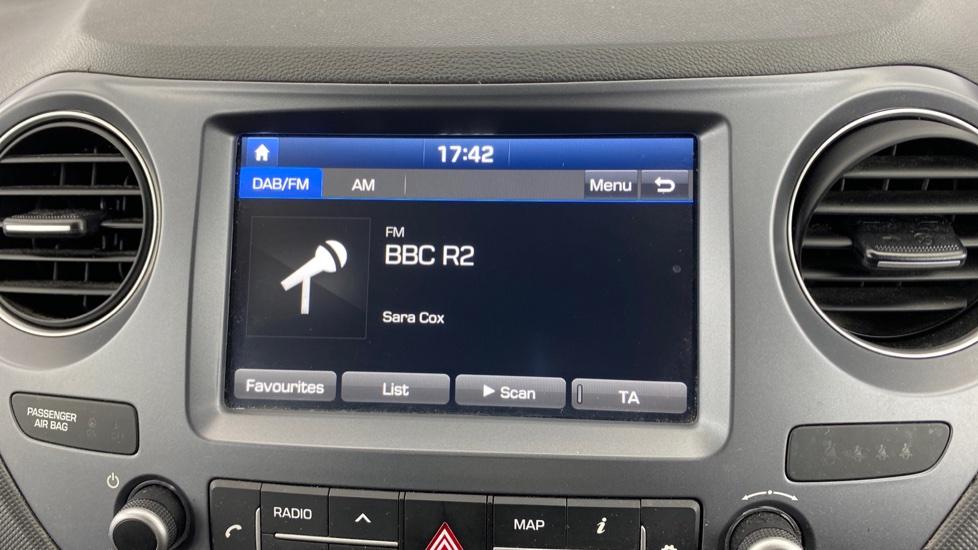 17:42
DAB/FM AM Menu
FM
BBC R2
Sara Cox
Favourites List Scan TA
PASSENGER
AIR BAG
RADIO MAP i